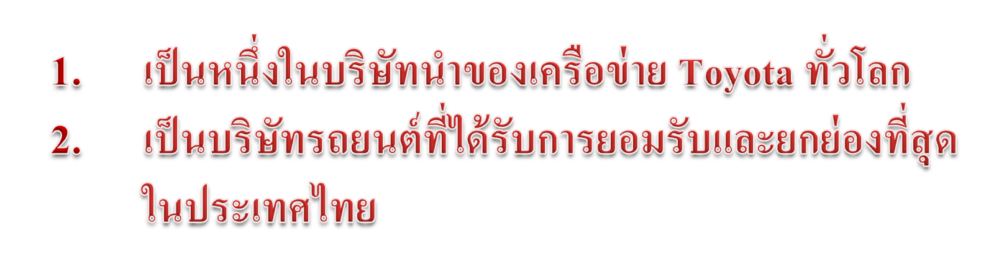 1. เป็นหนึ่งในบริษัทนำของเครือข่าย Toyota ทั่วโลก
2. เป็นบริษัทรถยนต์ที่ได้รับการยอมรับและยกย่องที่สุด
ในประเทศไทย